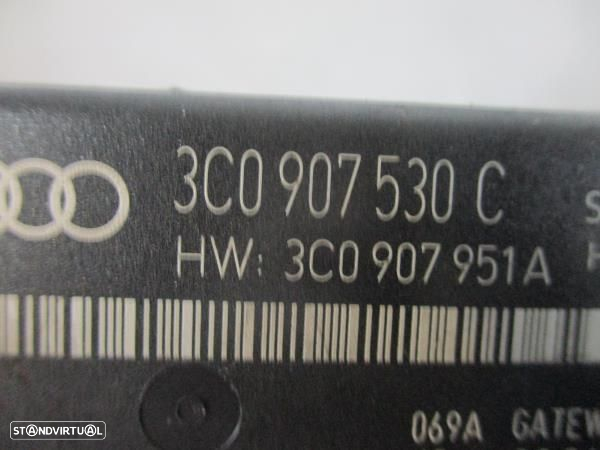 3C0 907 530 C
HW: 3C0 907 951A
069A GATEW
STANDVIRTUAL